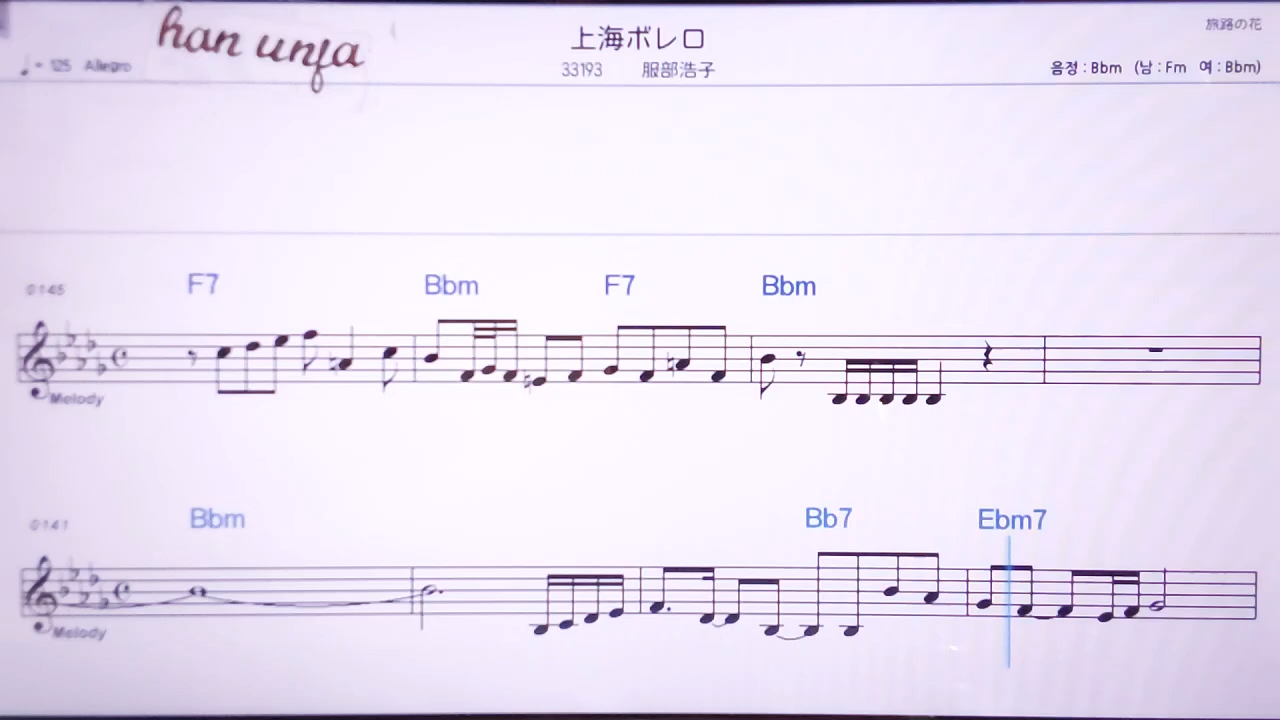 han unfa
上海ボレロ
旅路の花
♩= 125 Allegro
33193 服部浩子
음정 : Bbm (남 : Fm 여 : Bbm)
0145 F7 Bbm F7 Bbm
Melody
0141 Bbm Bb7 Ebm7
Melody